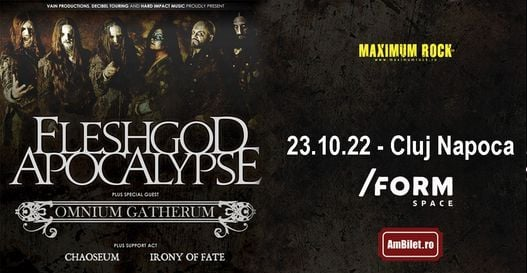 VAIN PRODUCTIONS, DECIBEL TOURING AND HARD IMPACT MUSIC PROUDLY PRESENT
FLESHGOD
APOCALYPSE
PLUS SPECIAL GUEST
OMNIUM GATHERUM
PLUS SUPPORT ACT
CHAOSEUM IRONY OF FATE
MAXIMUM ROCK
www.maximumrock.ro
23.10.22 - Cluj Napoca
/FORM
SPACE
AmBilet.ro